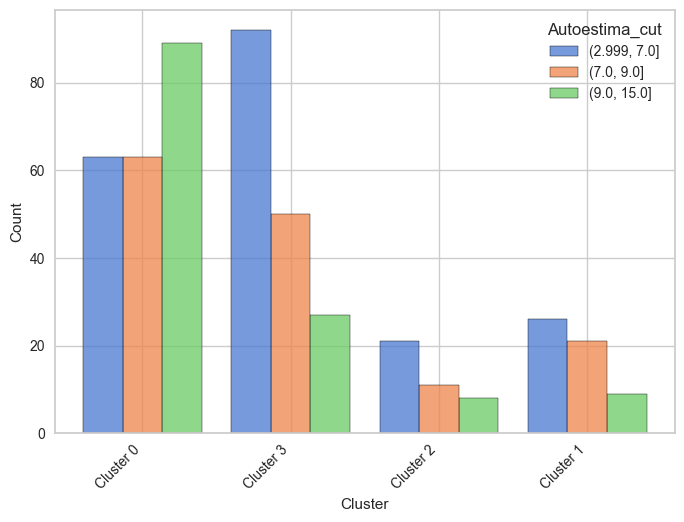 Autoestima_cut
(2.999, 7.0]
(7.0, 9.0]
(9.0, 15.0]
Count
80
60
40
20
0
Cluster 0
Cluster 3
Cluster 2
Cluster 1
Cluster